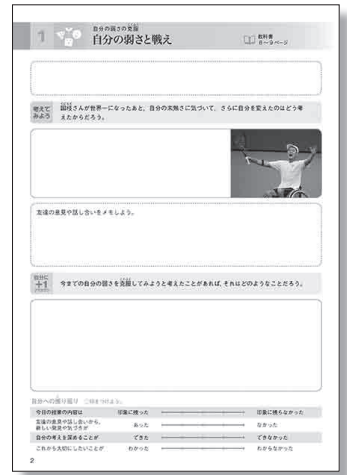 1
自分の弱さの克服
自分の弱さと戦え
教科書
8〜9ページ
考えて
みよう
国枝さんが世界一になったあと、自分の未熟さに気づいて、さらに自分を変えたのはどう考
えたからだろう。
友達の意見や話し合いをメモしよう。
自分に
+1
今までの自分の弱さを克服してみようと考えたことがあれば、それはどのようなことだろう。
自分への振り返り
今日の授業の内容は 印象に残った 印象に残らなかった
友達の意見や話し合いから、
新しい発見や気づきが あった なかった
自分の考えを深めることが できた できなかった
これから大切にしたいことが わかった わからなかった
2